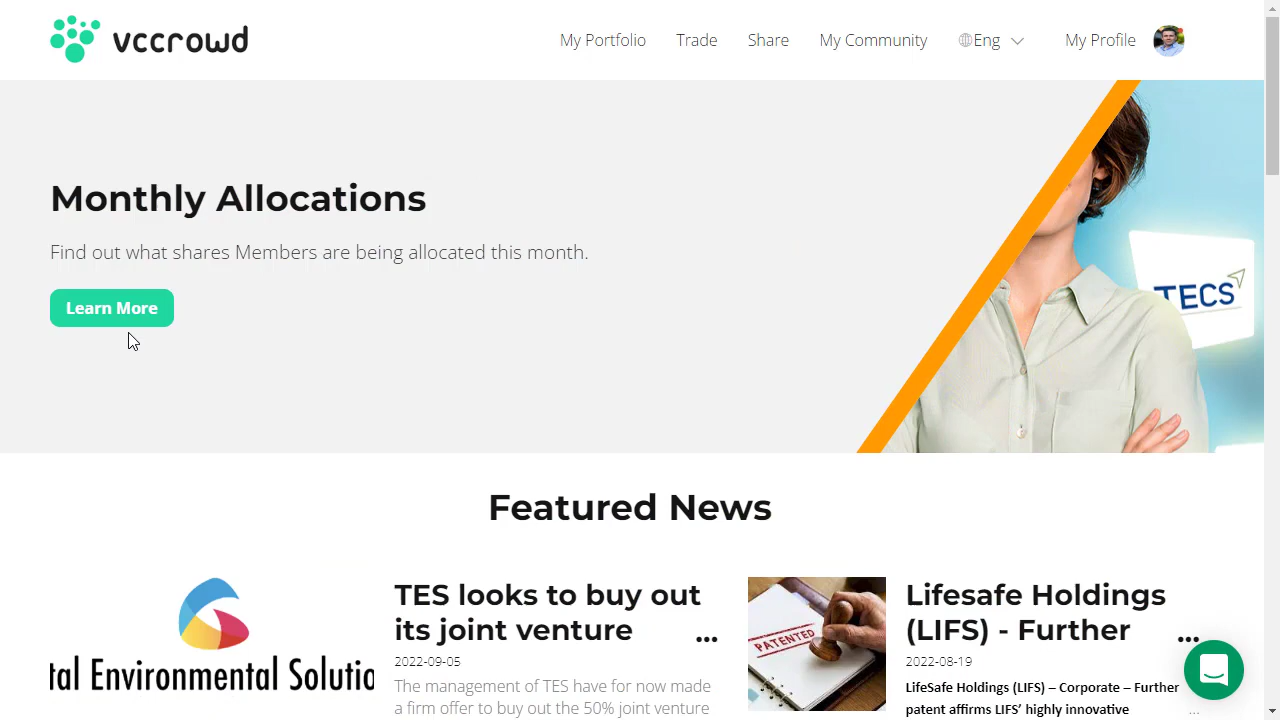 vccrowd
My Portfolio
Trade
Share
My Community
Eng
My Profile
Monthly Allocations
Find out what shares Members are being allocated this month.
Learn More
TECS
Featured News
tal Environmental Solutio
TES looks to buy out
its joint venture ...
2022-09-05
The management of TES have for now made
a firm offer to buy out the 50% joint venture
PATENTED
Lifesafe Holdings
(LIFS) - Further ...
2022-08-19
LifeSafe Holdings (LIFS) – Corporate – Further
patent affirms LIFS’ highly innovative ...